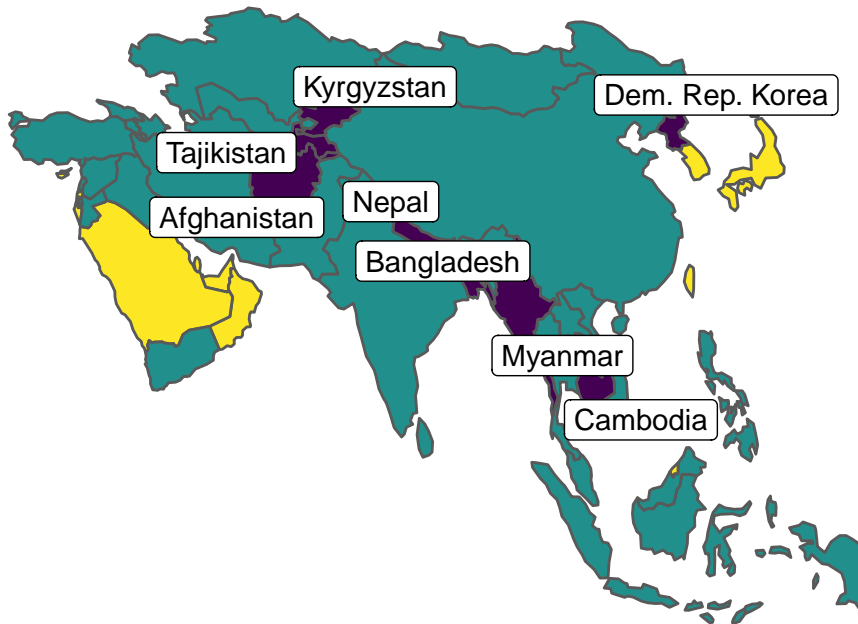 Kyrgyzstan
Dem. Rep. Korea
Tajikistan
Nepal
Afghanistan
Bangladesh
Myanmar
Cambodia